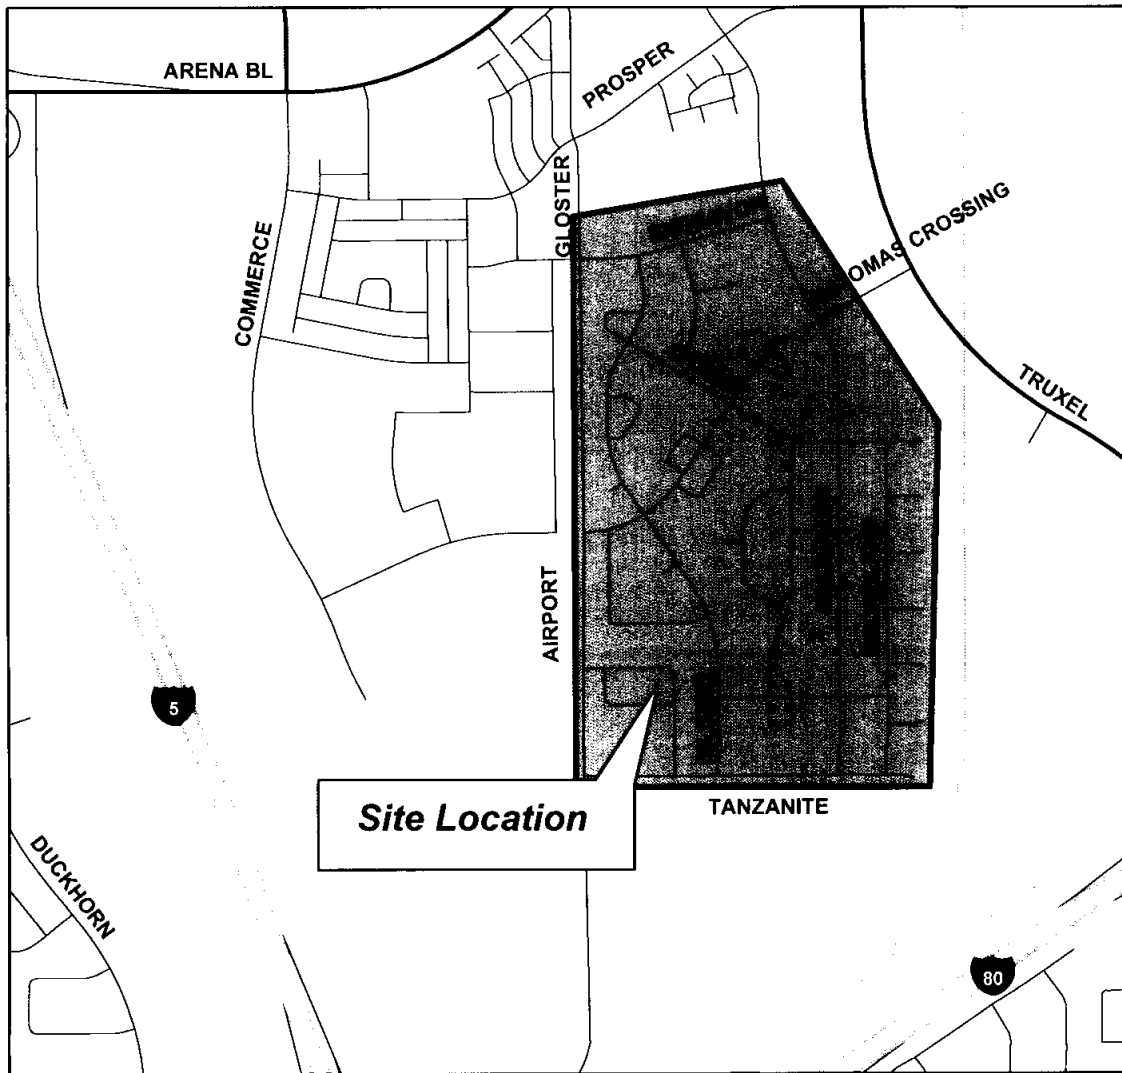 ARENA BL
PROSPER
GLOSTER
COMMERCE
OMAS CROSSING
TRUXEL
AIRPORT
5
Site Location
TANZANITE
DUCKHORN
80